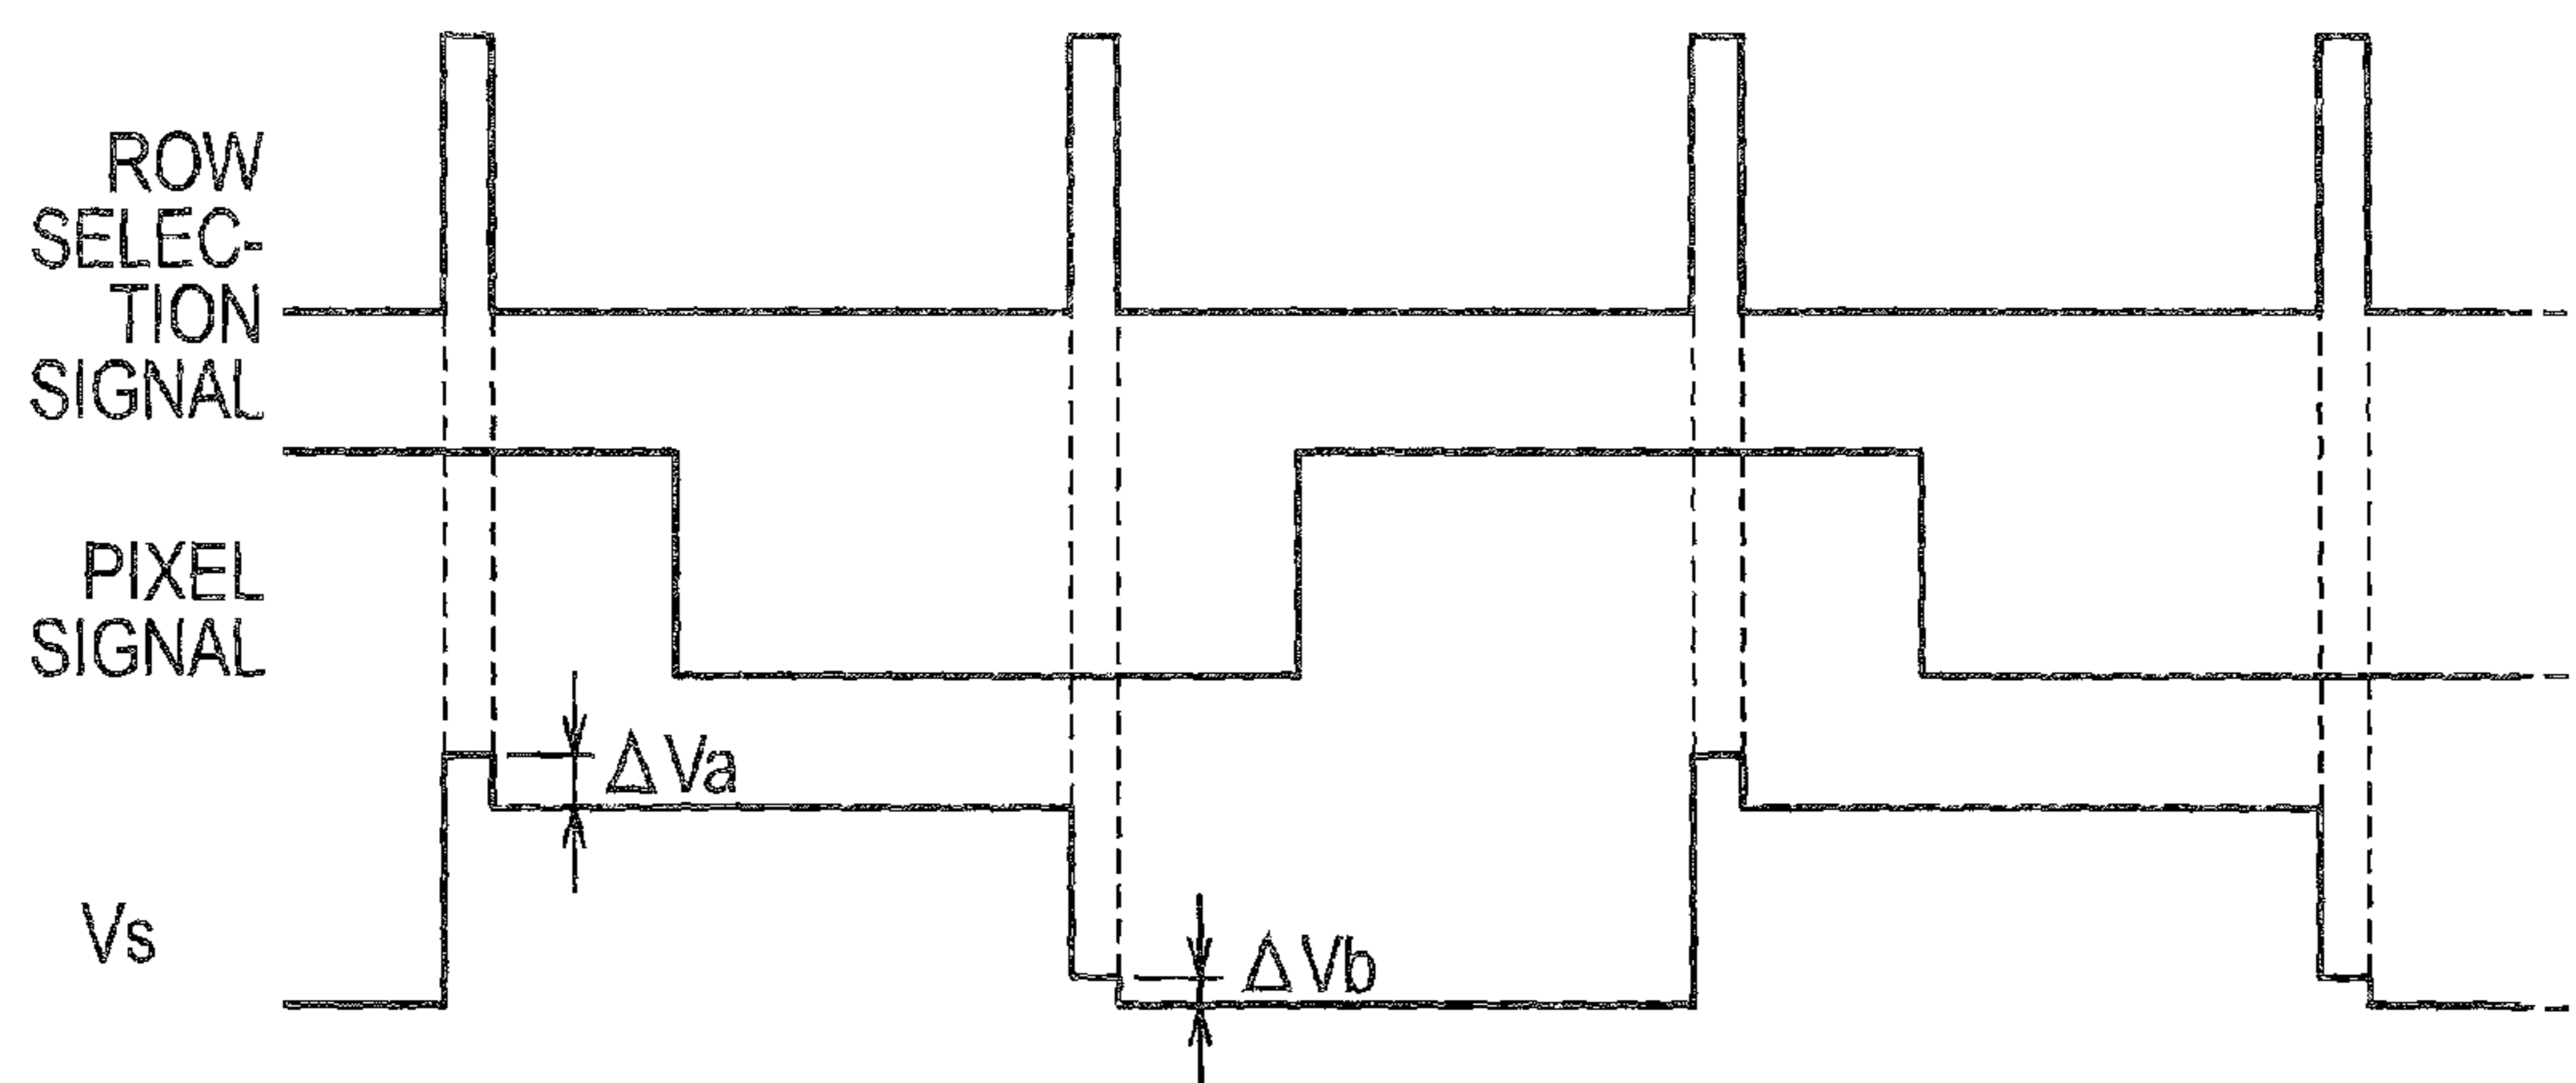 ROW
SELEC-
TION
SIGNAL
PIXEL
SIGNAL
ΔVa
Vs
ΔVb